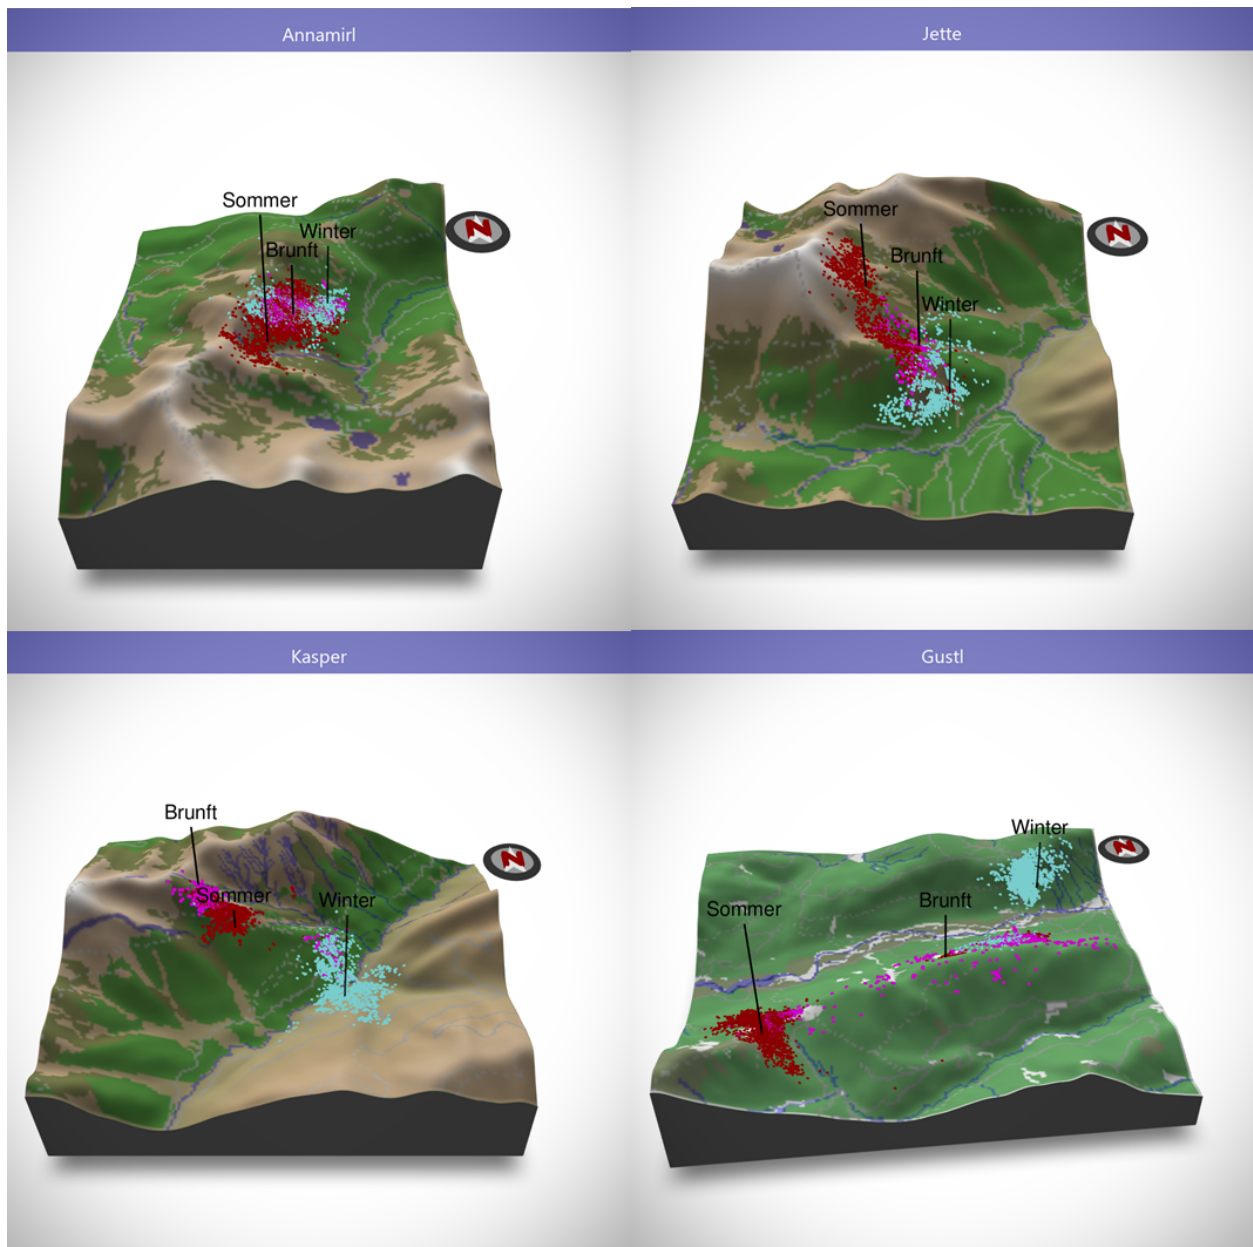 Annamirl
Sommer
Winter
Brunft
N
Jette
Sommer
Brunft
Winter
N
Kasper
Brunft
Sommer
Winter
N
Gustl
Winter
Brunft
Sommer
N